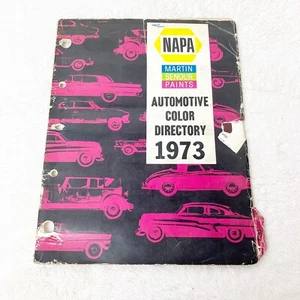 NAPA
MARTIN
SENOUR
PAINTS
AUTOMOTIVE
COLOR
DIRECTORY
1973